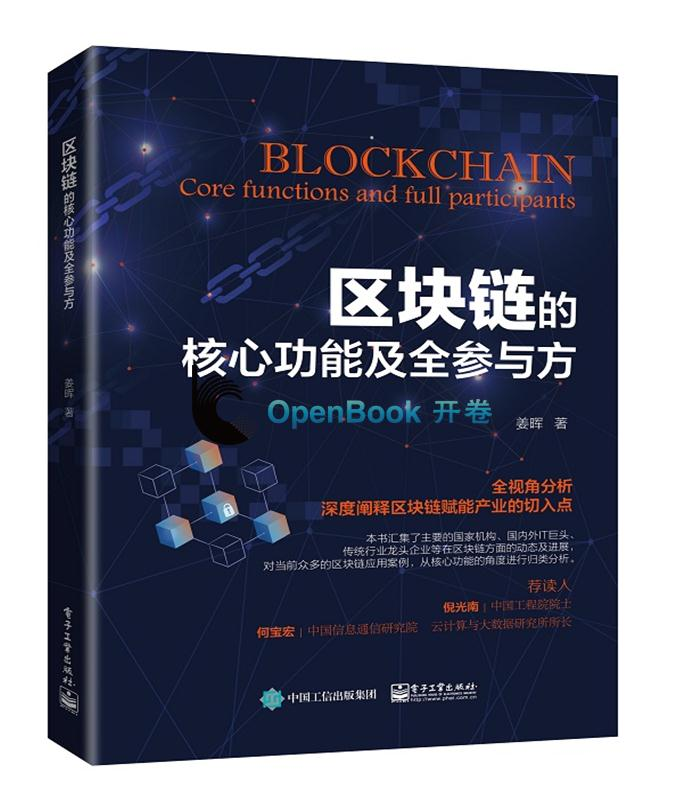 BLOCKCHAIN
Core functions and full participants
区块链的
核心功能及全参与方
OpenBook 开卷
姜晖 著
全视角分析
深度阐释区块链赋能产业的切入点
本书汇集了主要的国家机构、国内外IT巨头、
传统行业龙头企业等在区块链方面的动态及进展,
对当前众多的区块链应用案例,从核心功能的角度进行归类分析。
荐读人
倪光南 | 中国工程院院士
何宝宏 | 中国信息通信研究院 云计算与大数据研究所所长
中国工信出版集团
电子工业出版社
PUBLISHING HOUSE OF ELECTRONICS INDUSTRY
区块链的核心功能及全参与方
姜晖 著
电子工业出版社